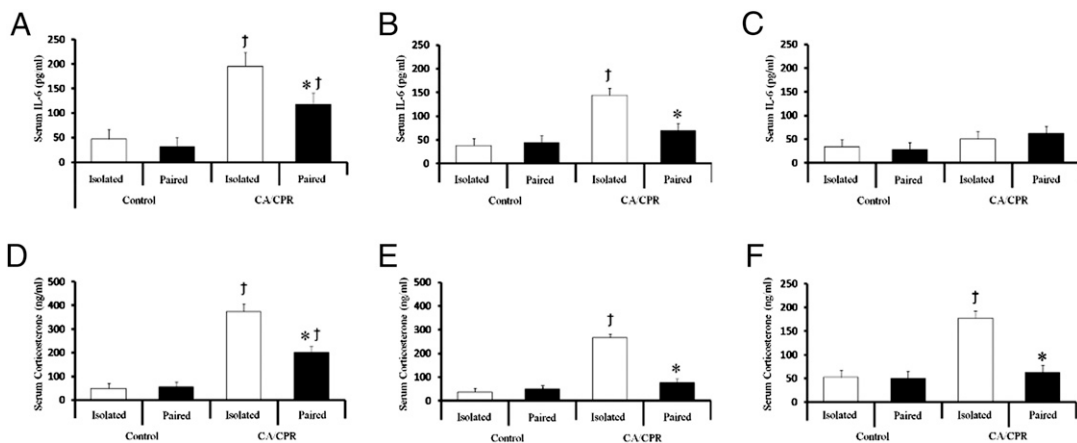 A
Serum IL-6 (pg/ml)
250
200
150
100
50
0
†
* †
Isolated Paired Isolated Paired
Control CA/CPR
B
Serum IL-6 (pg/ml)
250
200
150
100
50
0
†
*
Isolated Paired Isolated Paired
Control CA/CPR
C
Serum IL-6 (pg/ml)
250
200
150
100
50
0
Isolated Paired Isolated Paired
Control CA/CPR
D
Serum Corticosterone (ng/ml)
500
400
300
200
100
0
†
* †
Isolated Paired Isolated Paired
Control CA/CPR
E
Serum Corticosterone (ng/ml)
500
400
300
200
100
0
†
*
Isolated Paired Isolated Paired
Control CA/CPR
F
Serum Corticosterone (ng/ml)
250
200
150
100
50
0
†
*
Isolated Paired Isolated Paired
Control CA/CPR